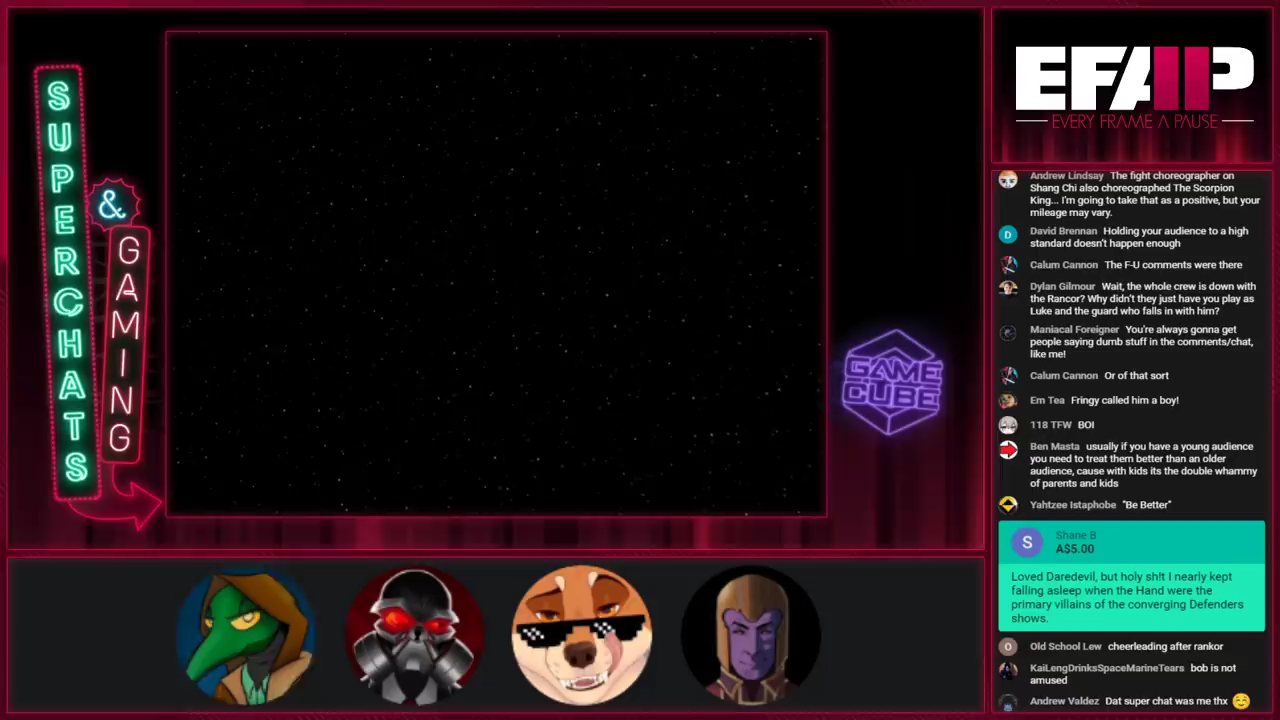 SUPERCHATS
&
GAMING
GAME
CUBE
EFAP
EVERY FRAME A PAUSE
Andrew Lindsay The fight choreographer on
Shang Chi also choreographed The Scorpion
King... I'm going to take that as a positive, but your
mileage may vary.
D
David Brennan Holding your audience to a high
standard doesn't happen enough
Calum Cannon The F-U comments were there
Dylan Gilmour Wait, the whole crew is down with
the Rancor? Why didn't they just have you play as
Luke and the guard who falls in with him?
Maniacal Foreigner You're always gonna get
people saying dumb stuff in the comments/chat,
like me!
Calum Cannon Or of that sort
Em Tea Fringy called him a boy!
118 TFW BOI
Ben Masta usually if you have a young audience
you need to treat them better than an older
audience, cause with kids its the double whammy
of parents and kids
Yahtzee Istaphobe "Be Better"
S
Shane B
A$5.00
Loved Daredevil, but holy sh!t I nearly kept
falling asleep when the Hand were the
primary villains of the converging Defenders
shows.
O
Old School Lew cheerleading after rankor
KaiLengDrinksSpaceMarineTears bob is not
amused
Andrew Valdez Dat super chat was me thx ☺️